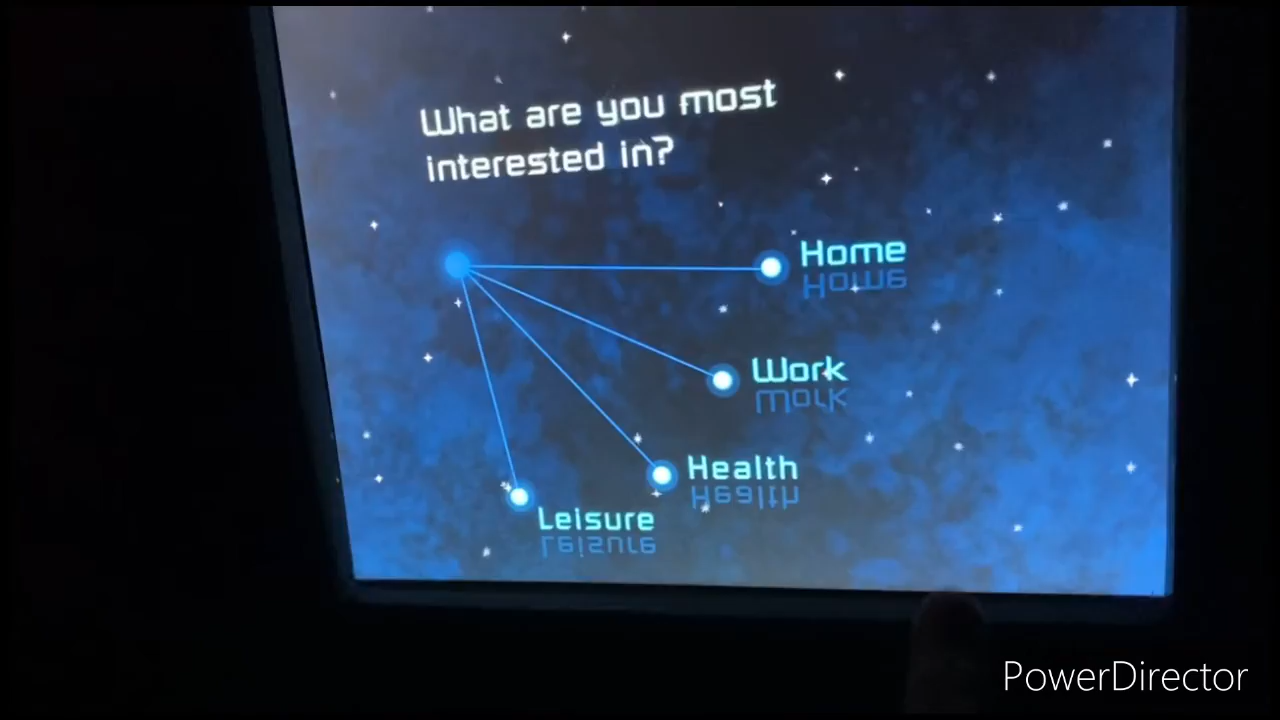 What are you most
interested in?
Home
Work
Health
Leisure
PowerDirector